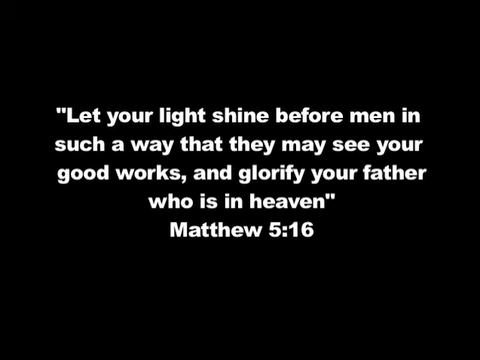 "Let your light shine before men in
such a way that they may see your
good works, and glorify your father
who is in heaven"
Matthew 5:16